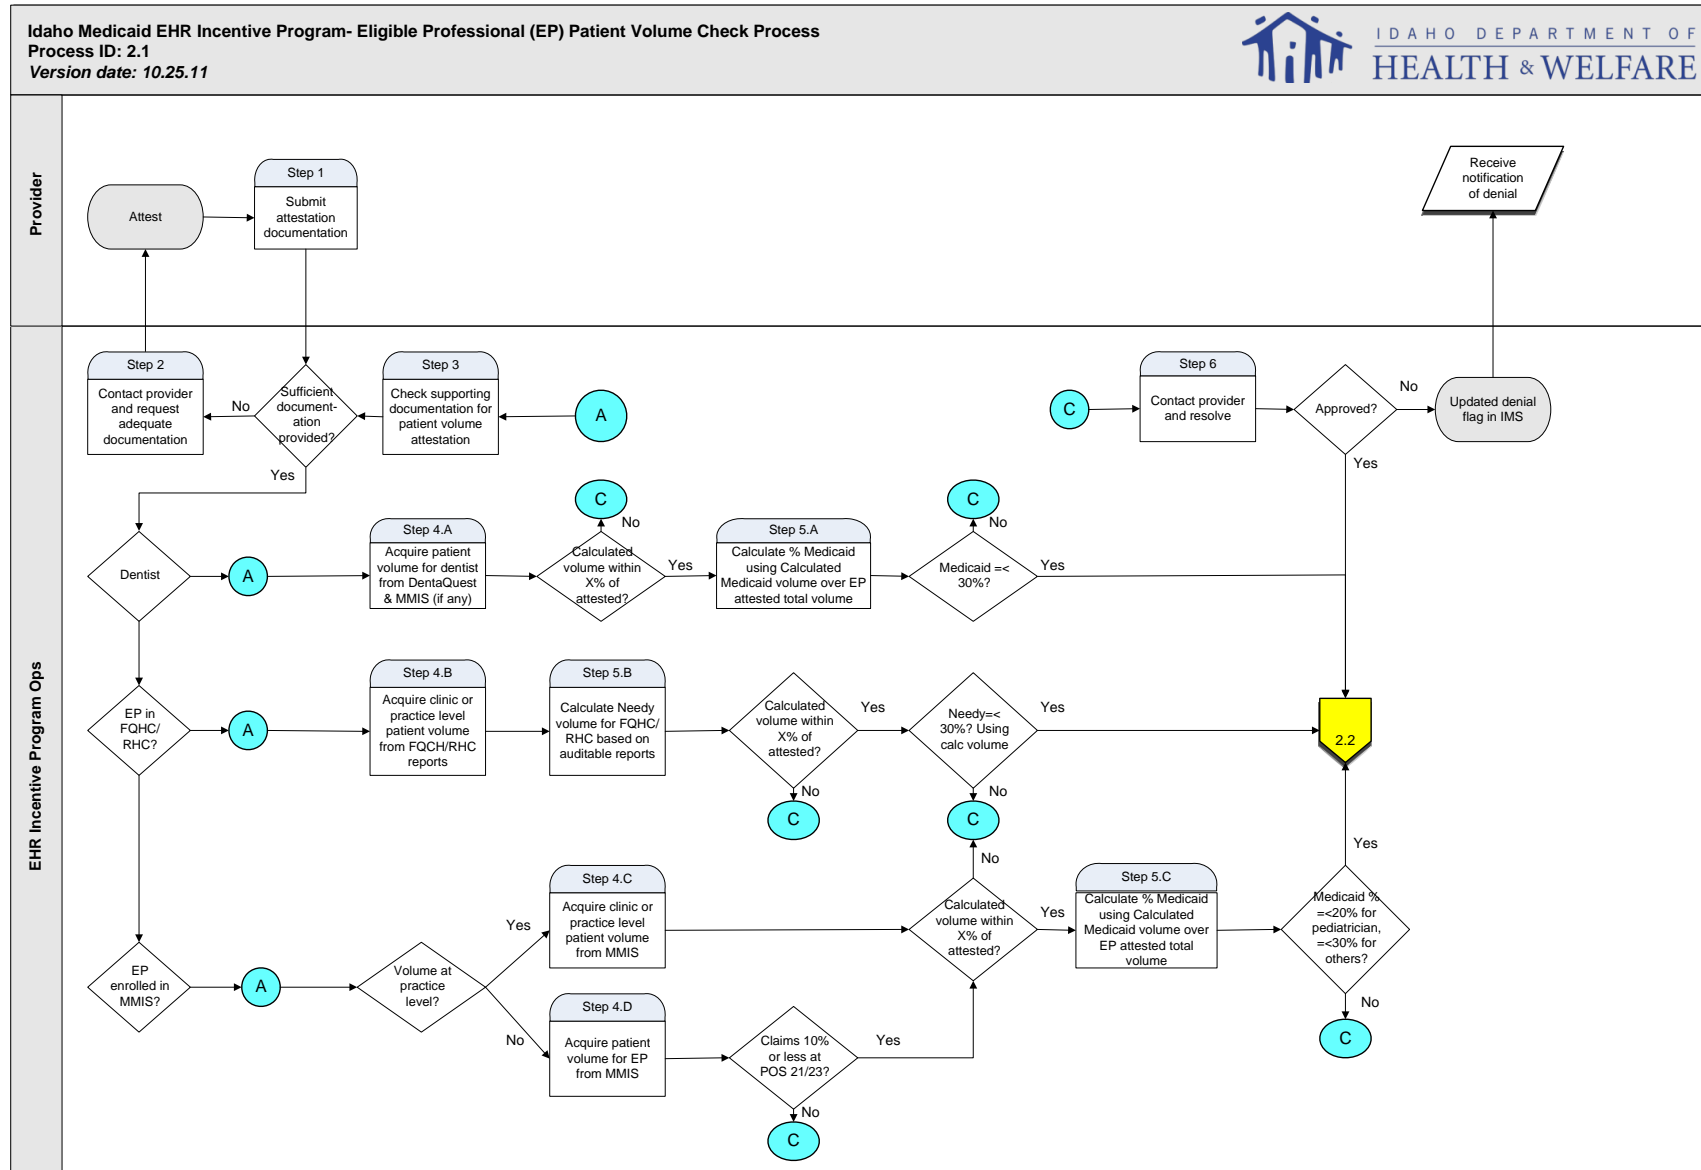 Idaho Medicaid EHR Incentive Program- Eligible Professional (EP) Patient Volume Check Process
Process ID: 2.1
Version date: 10.25.11
IDAHO DEPARTMENT OF
HEALTH & WELFARE
Provider
Attest
Step 1
Submit
attestation
documentation
Receive
notification
of denial
EHR Incentive Program Ops
Step 2
Contact provider
and request
adequate
documentation
No
Sufficient
document-
ation
provided?
Yes
Step 3
Check supporting
documentation for
patient volume
attestation
A
C
Step 6
Contact provider
and resolve
Approved?
No
Yes
Updated denial
flag in IMS
Dentist
A
Step 4.A
Acquire patient
volume for dentist
from DentaQuest
& MMIS (if any)
C
No
Calculated
volume within
X% of
attested?
Yes
Step 5.A
Calculate % Medicaid
using Calculated
Medicaid volume over EP
attested total volume
C
No
Medicaid =<
30%?
Yes
EP in
FQHC/
RHC?
A
Step 4.B
Acquire clinic or
practice level
patient volume
from FQCH/RHC
reports
Step 5.B
Calculate Needy
volume for FQHC/
RHC based on
auditable reports
Calculated
volume within
X% of
attested?
Yes
No
C
Needy=<
30%? Using
calc volume
Yes
No
C
2.2
EP
enrolled in
MMIS?
A
Volume at
practice
level?
Yes
No
Step 4.C
Acquire clinic or
practice level
patient volume
from MMIS
Step 4.D
Acquire patient
volume for EP
from MMIS
Claims 10%
or less at
POS 21/23?
Yes
No
C
No
Calculated
volume within
X% of
attested?
Yes
Step 5.C
Calculate % Medicaid
using Calculated
Medicaid volume over
EP attested total
volume
Yes
Medicaid %
=<20% for
pediatrician,
=<30% for
others?
No
C